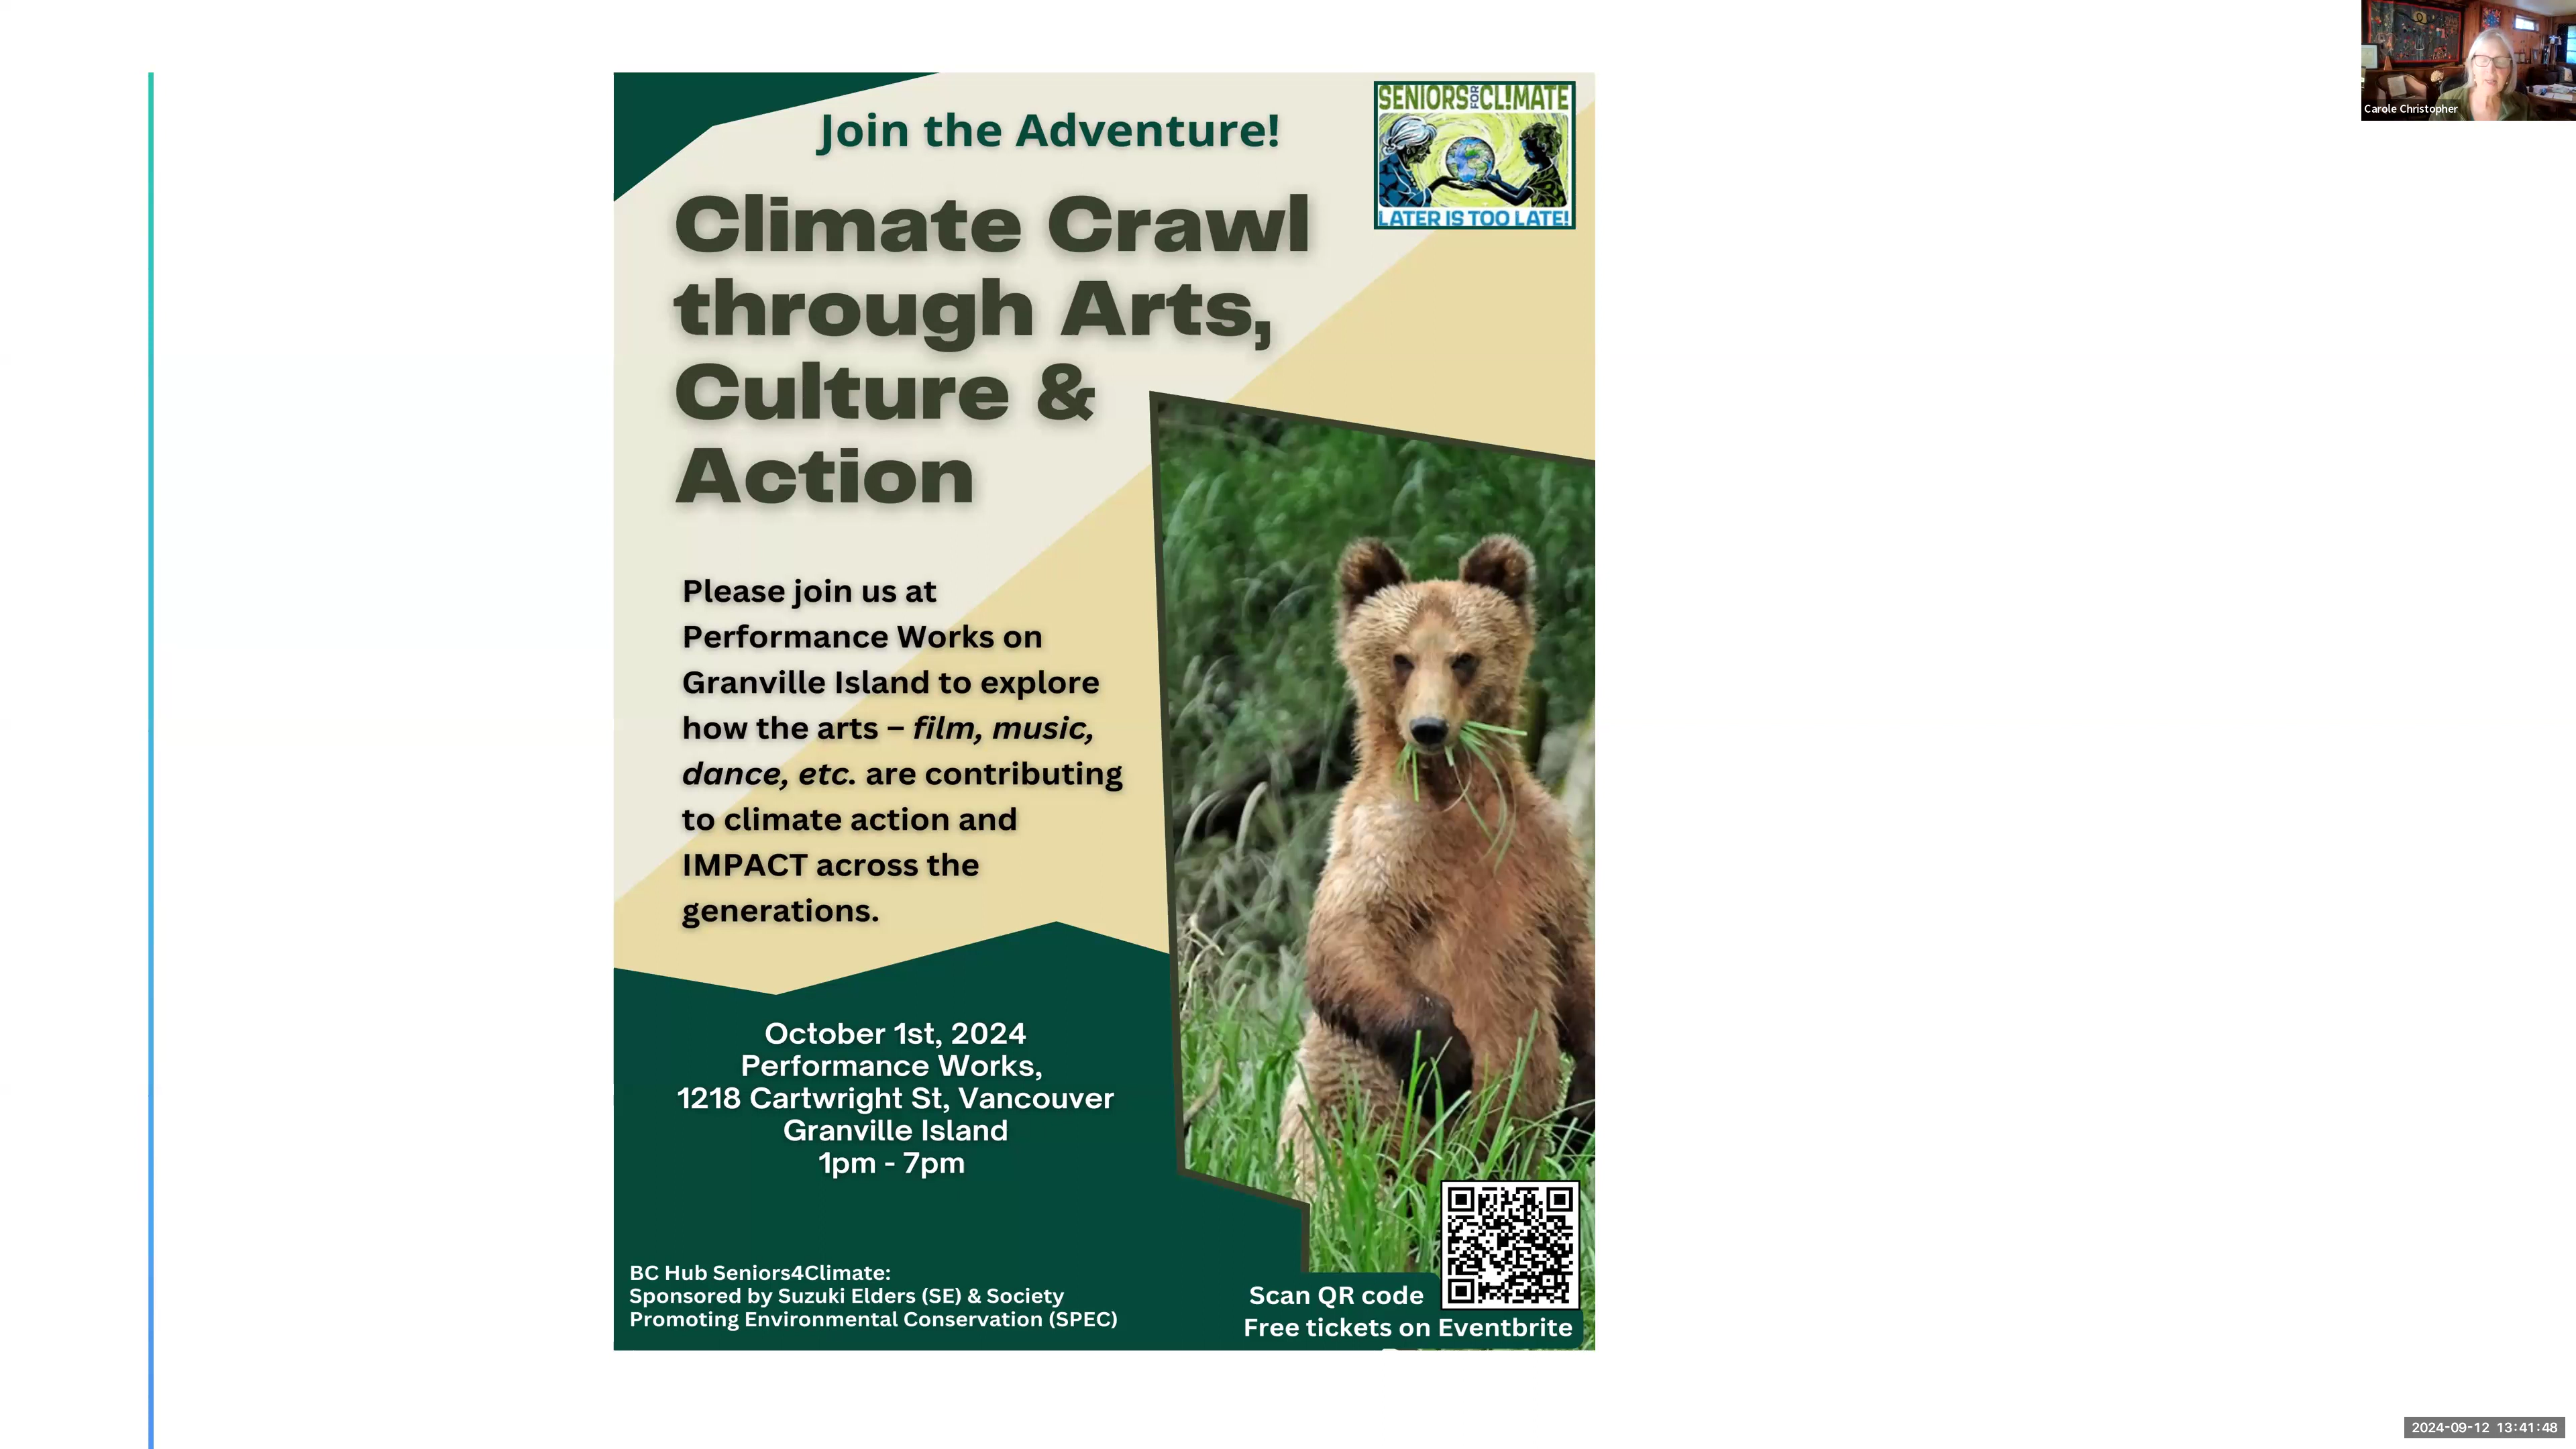 Join the Adventure!
SENIORS FOR CL!MATE
LATER IS TOO LATE!
Climate Crawl
through Arts,
Culture &
Action
Please join us at
Performance Works on
Granville Island to explore
how the arts – film, music,
dance, etc. are contributing
to climate action and
IMPACT across the
generations.
October 1st, 2024
Performance Works,
1218 Cartwright St, Vancouver
Granville Island
1pm - 7pm
BC Hub Seniors4Climate:
Sponsored by Suzuki Elders (SE) & Society
Promoting Environmental Conservation (SPEC)
Scan QR code
Free tickets on Eventbrite
Carole Christopher
2024-09-12 13:41:48